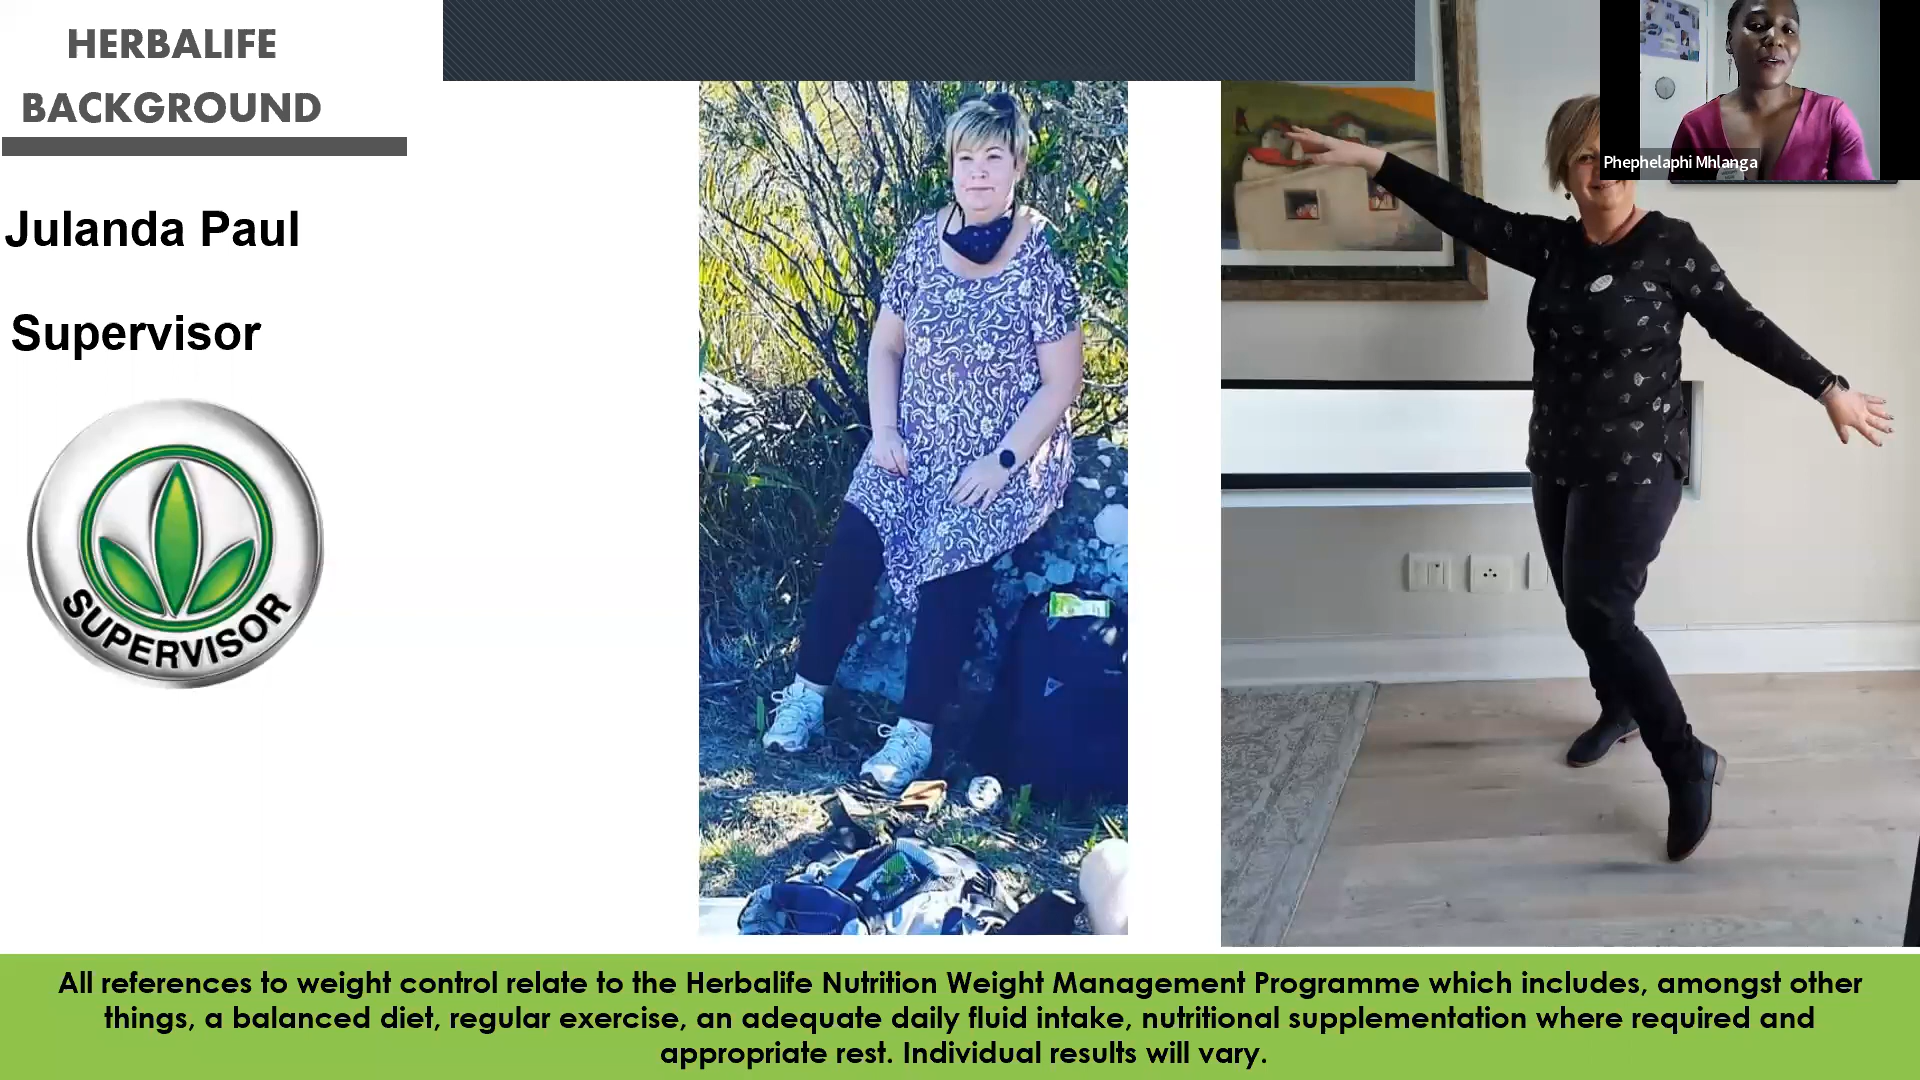 HERBALIFE
BACKGROUND
Phephelaphi Mhlanga
Julanda Paul
Supervisor
SUPERVISOR
All references to weight control relate to the Herbalife Nutrition Weight Management Programme which includes, amongst other
things, a balanced diet, regular exercise, an adequate daily fluid intake, nutritional supplementation where required and
appropriate rest. Individual results will vary.